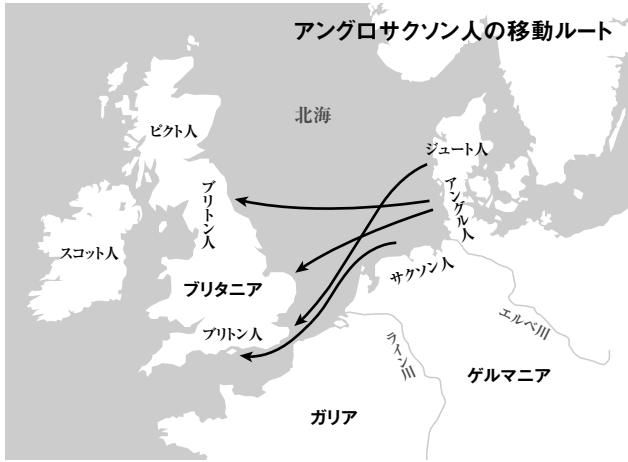 アングロサクソン人の移動ルート
北海
ピクト人
ジュート人
アングル人
ブリトン人
スコット人
サクソン人
ブリタニア
ブリトン人
エルベ川
ライン川
ゲルマニア
ガリア